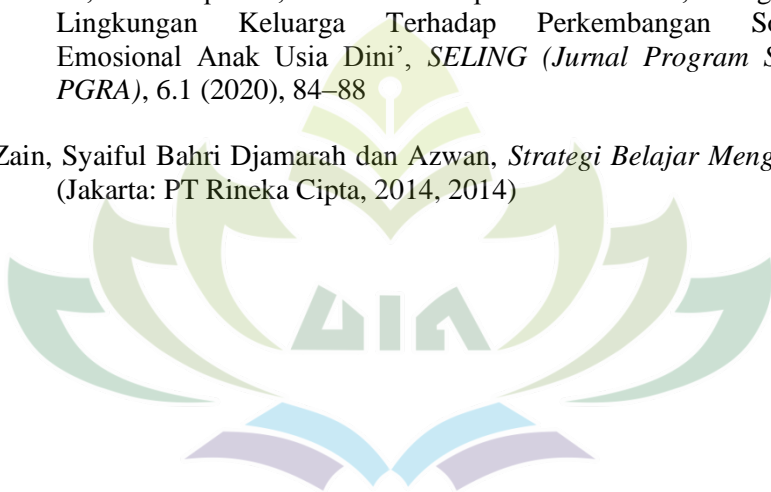 Lingkungan Keluarga Terhadap Perkembangan
Emosional Anak Usia Dini’, SELING (Jurnal Program
PGRA), 6.1 (2020), 84–88
Zain, Syaiful Bahri Djamarah dan Azwan, Strategi Belajar
(Jakarta: PT Rineka Cipta, 2014, 2014)
UIN